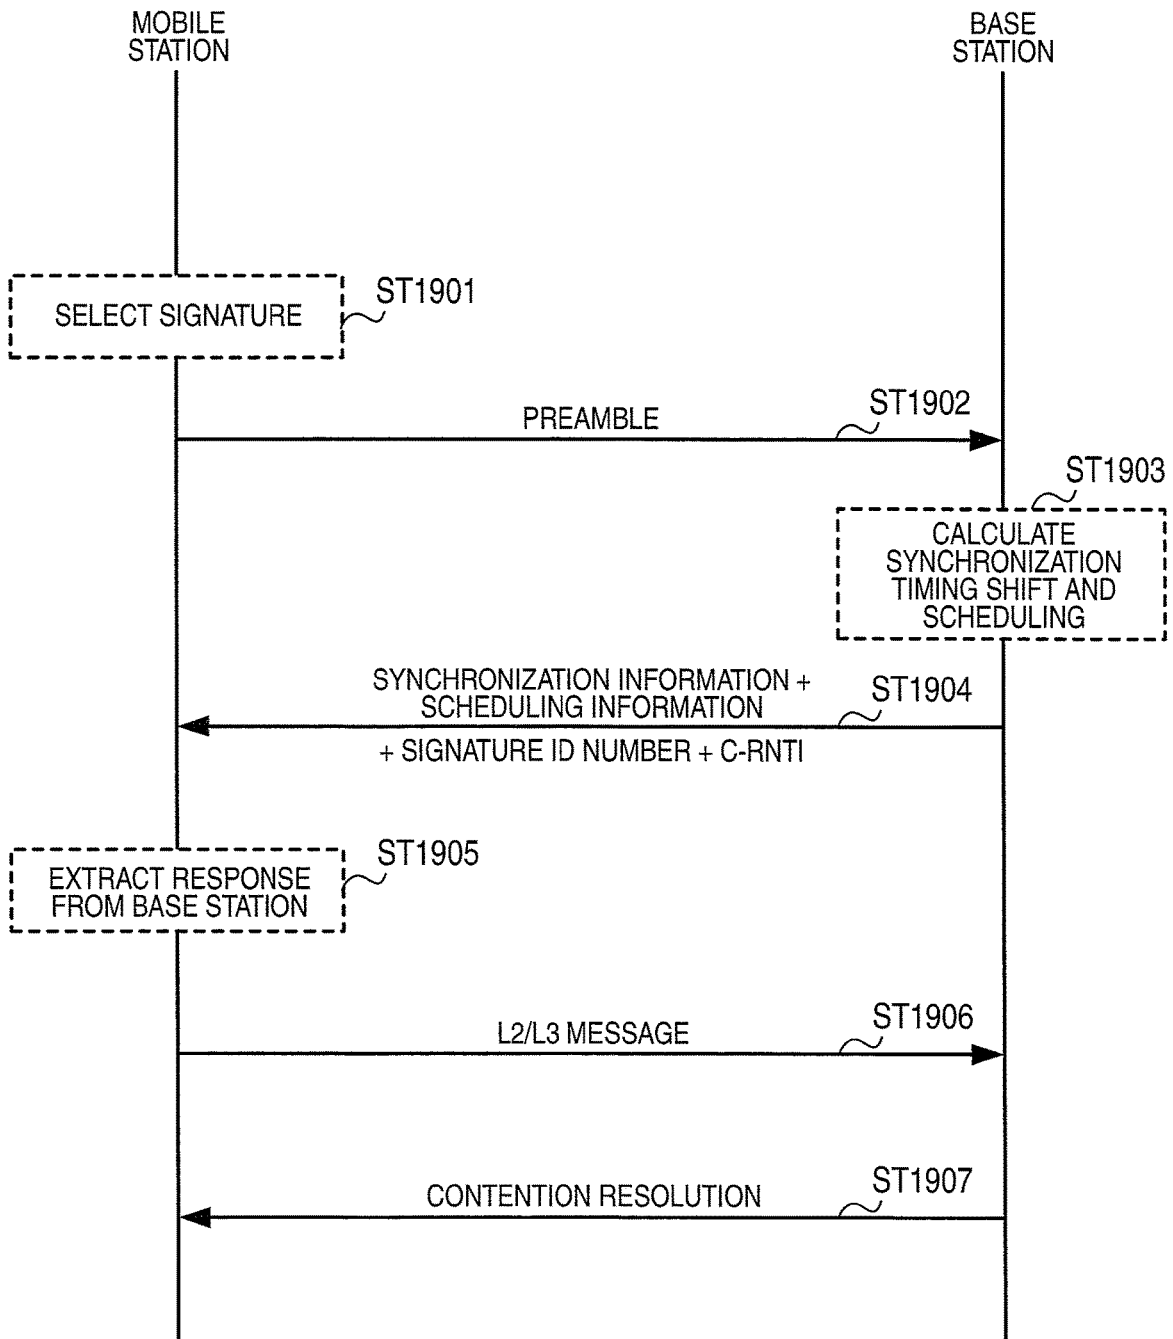 MOBILE
STATION
BASE
STATION
SELECT SIGNATURE
ST1901
PREAMBLE
ST1902
ST1903
CALCULATE
SYNCHRONIZATION
TIMING SHIFT AND
SCHEDULING
SYNCHRONIZATION INFORMATION +
SCHEDULING INFORMATION
ST1904
+ SIGNATURE ID NUMBER + C-RNTI
EXTRACT RESPONSE
FROM BASE STATION
ST1905
L2/L3 MESSAGE
ST1906
CONTENTION RESOLUTION
ST1907